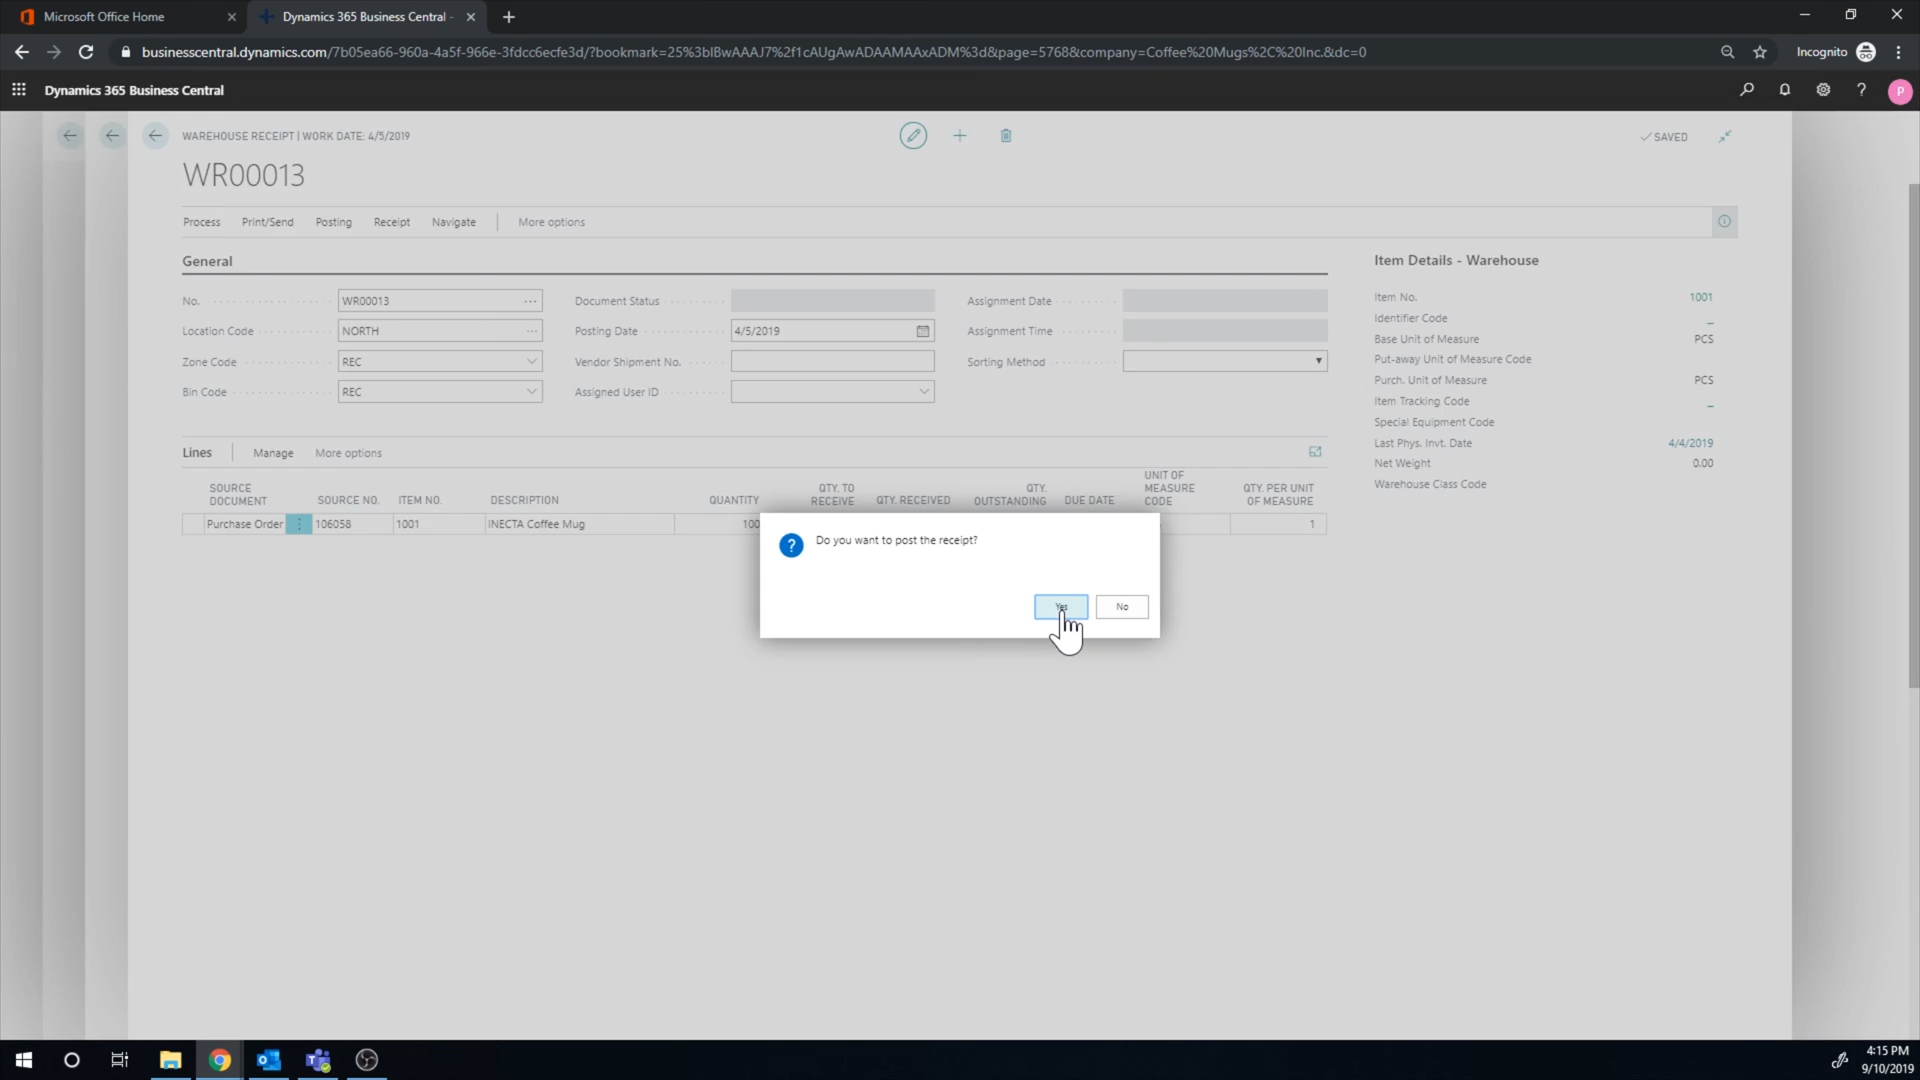 Microsoft Office Home
Dynamics 365 Business Central -
businesscentral.dynamics.com/7b05ea66-960a-4a5f-966e-3fdcc6ecfe3d/?bookmark=25%3bIBwAAAJ7%2f1cAUgAwADAAMAAxADM%3d&page=5768&company=Coffee%20Mugs%2C%20Inc.&dc=0
Incognito
Dynamics 365 Business Central
?
P
WAREHOUSE RECEIPT | WORK DATE: 4/5/2019
SAVED
WR00013
Process Print/Send Posting Receipt Navigate More options
General
No. WR00013
Document Status
Assignment Date
Location Code NORTH
Posting Date 4/5/2019
Assignment Time
Zone Code REC
Vendor Shipment No.
Sorting Method
Bin Code REC
Assigned User ID
Item Details - Warehouse
Item No. 1001
Identifier Code _
Base Unit of Measure PCS
Put-away Unit of Measure Code
Purch. Unit of Measure PCS
Item Tracking Code _
Special Equipment Code
Last Phys. Invt. Date 4/4/2019
Net Weight 0.00
Warehouse Class Code
Lines Manage More options
SOURCE DOCUMENT SOURCE NO. ITEM NO. DESCRIPTION QUANTITY QTY. TO RECEIVE QTY. RECEIVED QTY. OUTSTANDING DUE DATE UNIT OF MEASURE CODE QTY. PER UNIT OF MEASURE
Purchase Order 106058 1001 iNECTA Coffee Mug 100 1
Do you want to post the receipt?
Yes No
4:15 PM
9/10/2019